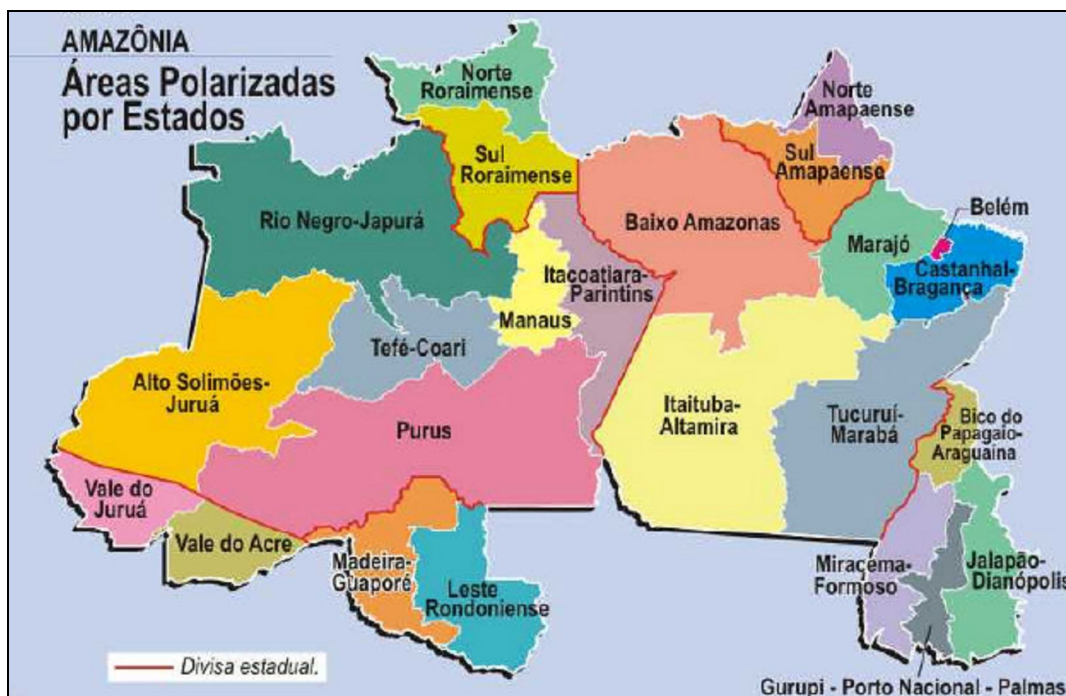 AMAZÔNIA
Áreas Polarizadas
por Estados
Norte
Roraimense
Norte
Amapaense
Sul
Roraimense
Sul
Amapaense
Rio Negro-Japurá
Baixo Amazonas
Belém
Marajó
Castanhal-
Bragança
Itacoatiara-
Parintins
Manaus
Tefé-Coari
Alto Solimões-
Juruá
Purus
Itaituba-
Altamira
Tucuruí-
Marabá
Bico do
Papagaio-
Araguaína
Vale do
Juruá
Vale do Acre
Madeira-
Guaporé
Leste
Rondoniense
Miracema-
Formoso
Jalapão-
Dianópolis
Divisa estadual.
Gurupi - Porto Nacional - Palmas